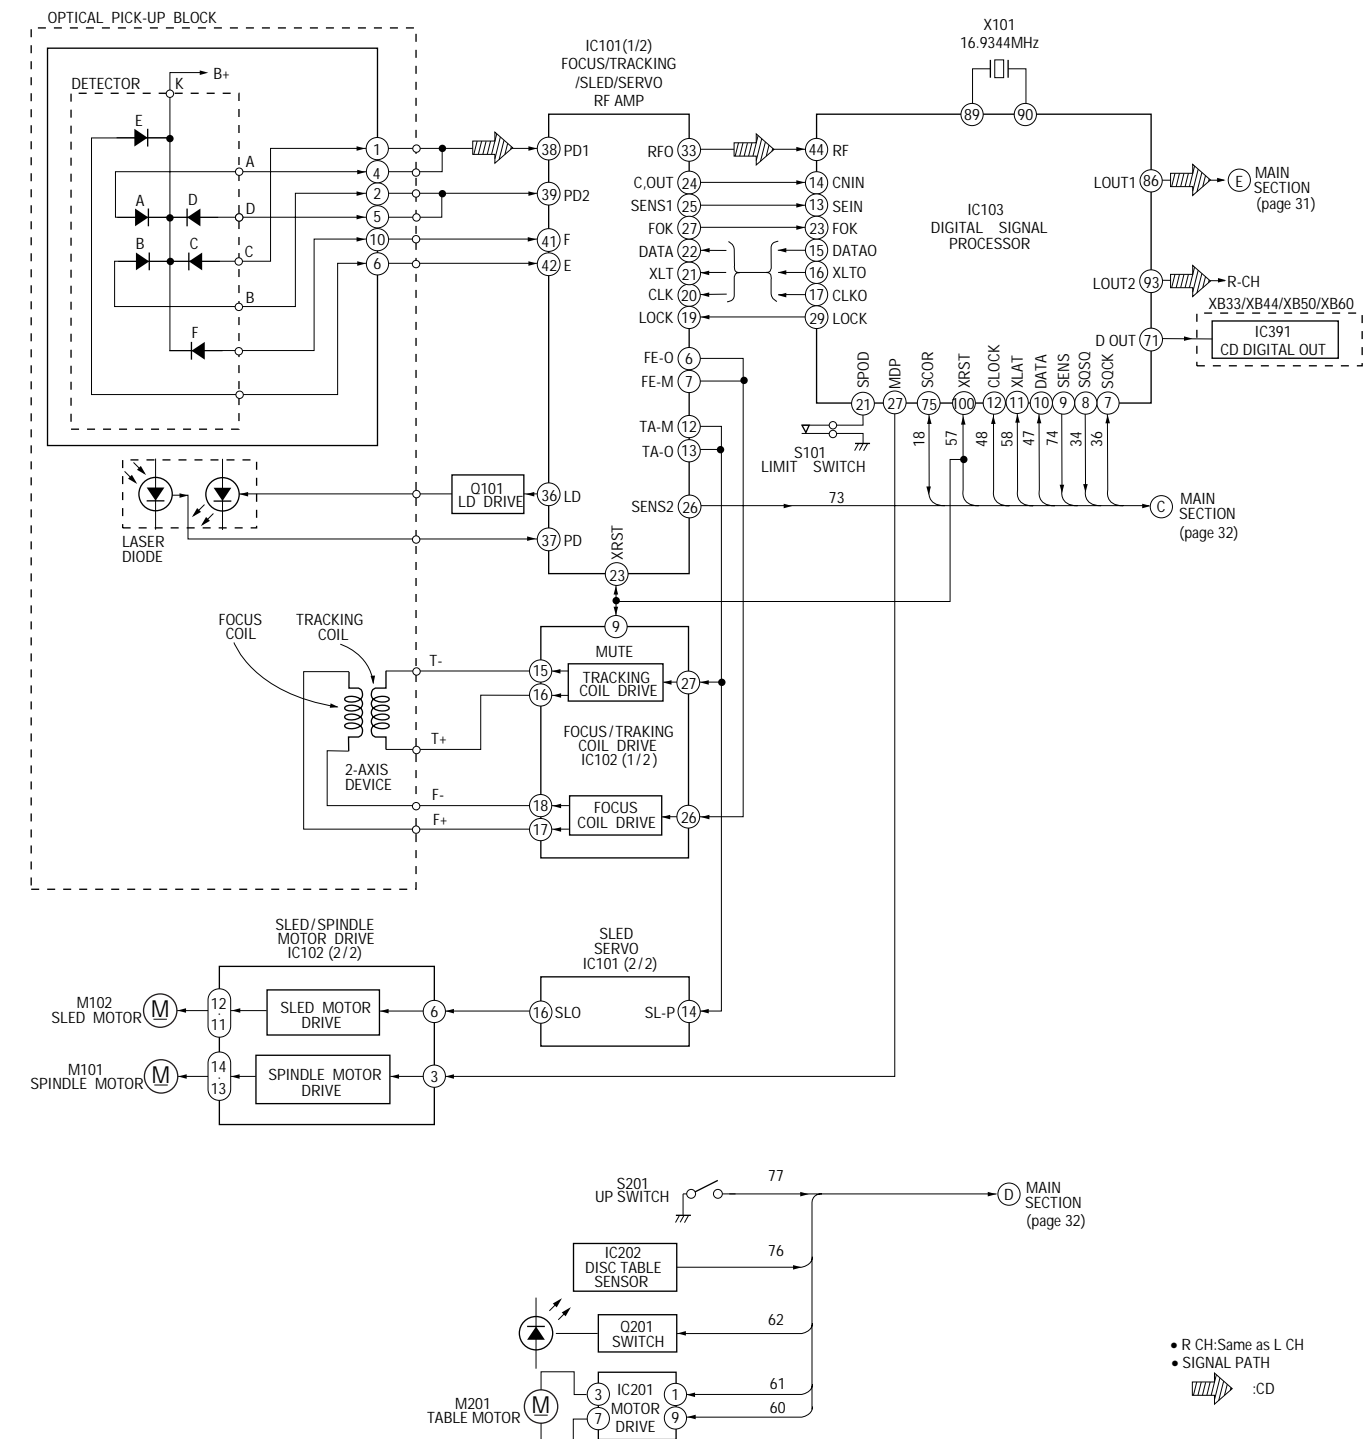 OPTICAL PICK-UP BLOCK
DETECTOR
K
B+
E
A
A
D
D
B
C
C
B
F
1
4
2
5
10
6
IC101(1/2)
FOCUS/TRACKING
/SLED/SERVO
RF AMP
38 PD1
39 PD2
41 F
42 E
36 LD
37 PD
RFO 33
C,OUT 24
SENS1 25
FOK 27
DATA 22
XLT 21
CLK 20
LOCK 19
FE-O 6
FE-M 7
TA-M 12
TA-O 13
SENS2 26
XRST
23
X101
16.9344MHz
89
90
44 RF
14 CNIN
13 SEIN
23 FOK
15 DATAO
16 XLTO
17 CLKO
29 LOCK
IC103
DIGITAL SIGNAL
PROCESSOR
LOUT1 86
E
MAIN
SECTION
(page 31)
LOUT2 93
R-CH
XB33/XB44/XB50/XB60
D OUT 71
IC391
CD DIGITAL OUT
SPOD
MDP
SCOR
XRST
CLOCK
XLAT
DATA
SENS
SQSQ
SQCK
21
27
75
100
12
11
10
9
8
7
18
57
48
58
47
74
34
36
S101
LIMIT SWITCH
73
C
MAIN
SECTION
(page 32)
LASER
DIODE
Q101
LD DRIVE
FOCUS
COIL
TRACKING
COIL
2-AXIS
DEVICE
T-
T+
F-
F+
9
MUTE
15
16
TRACKING
COIL DRIVE
27
FOCUS/TRAKING
COIL DRIVE
IC102 (1/2)
18
17
FOCUS
COIL DRIVE
26
SLED/SPINDLE
MOTOR DRIVE
IC102 (2/2)
M102
SLED MOTOR
M
12
·
11
SLED MOTOR
DRIVE
6
M101
SPINDLE MOTOR
M
14
·
13
SPINDLE MOTOR
DRIVE
3
SLED
SERVO
IC101 (2/2)
16 SLO
SL-P 14
S201
UP SWITCH
77
D
MAIN
SECTION
(page 32)
IC202
DISC TABLE
SENSOR
76
Q201
SWITCH
62
M201
TABLE MOTOR
M
3
7
IC201
MOTOR
DRIVE
1
9
61
60
• R CH:Same as L CH
• SIGNAL PATH
:CD